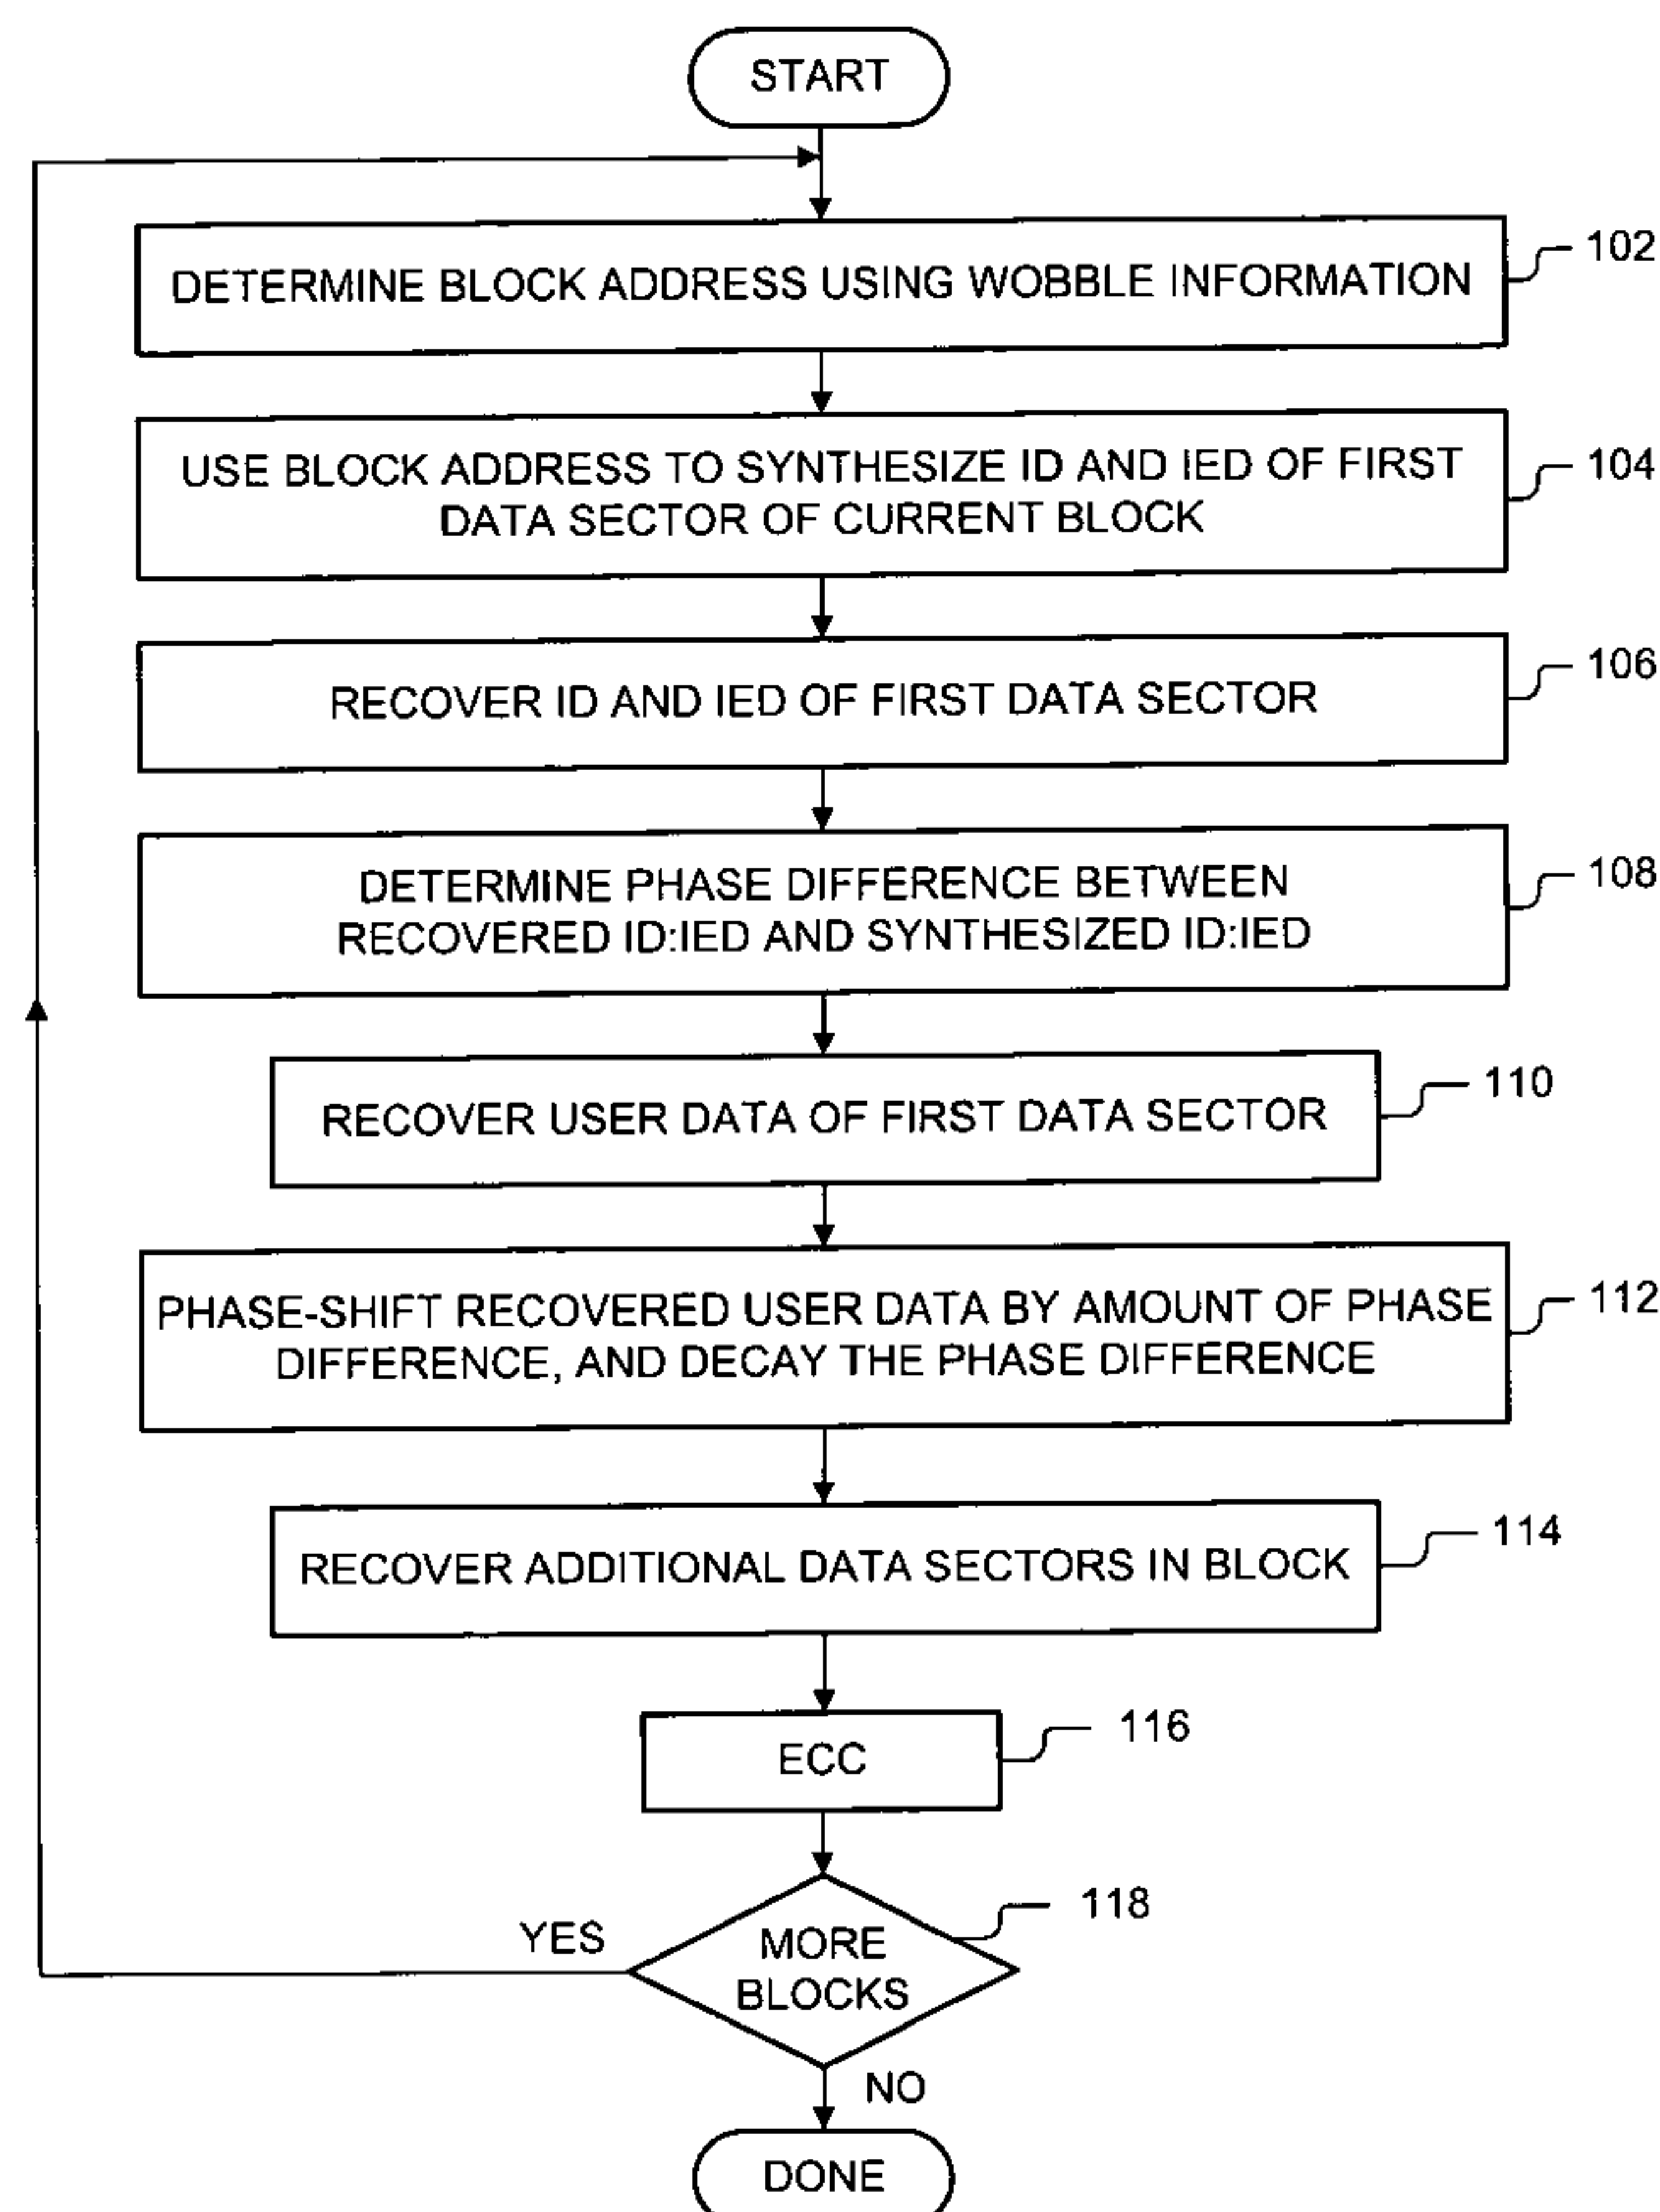 START
DETERMINE BLOCK ADDRESS USING WOBBLE INFORMATION
102
USE BLOCK ADDRESS TO SYNTHESIZE ID AND IED OF FIRST
DATA SECTOR OF CURRENT BLOCK
104
RECOVER ID AND IED OF FIRST DATA SECTOR
106
DETERMINE PHASE DIFFERENCE BETWEEN
RECOVERED ID:IED AND SYNTHESIZED ID:IED
108
RECOVER USER DATA OF FIRST DATA SECTOR
110
PHASE-SHIFT RECOVERED USER DATA BY AMOUNT OF PHASE
DIFFERENCE, AND DECAY THE PHASE DIFFERENCE
112
RECOVER ADDITIONAL DATA SECTORS IN BLOCK
114
ECC
116
MORE
BLOCKS
118
YES
NO
DONE